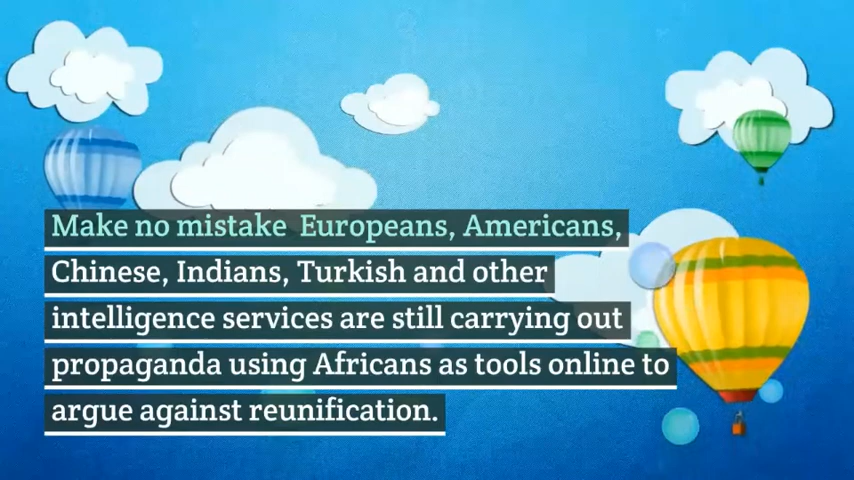 Make no mistake  Europeans, Americans,
Chinese, Indians, Turkish and other
intelligence services are still carrying out
propaganda using Africans as tools online to
argue against reunification.